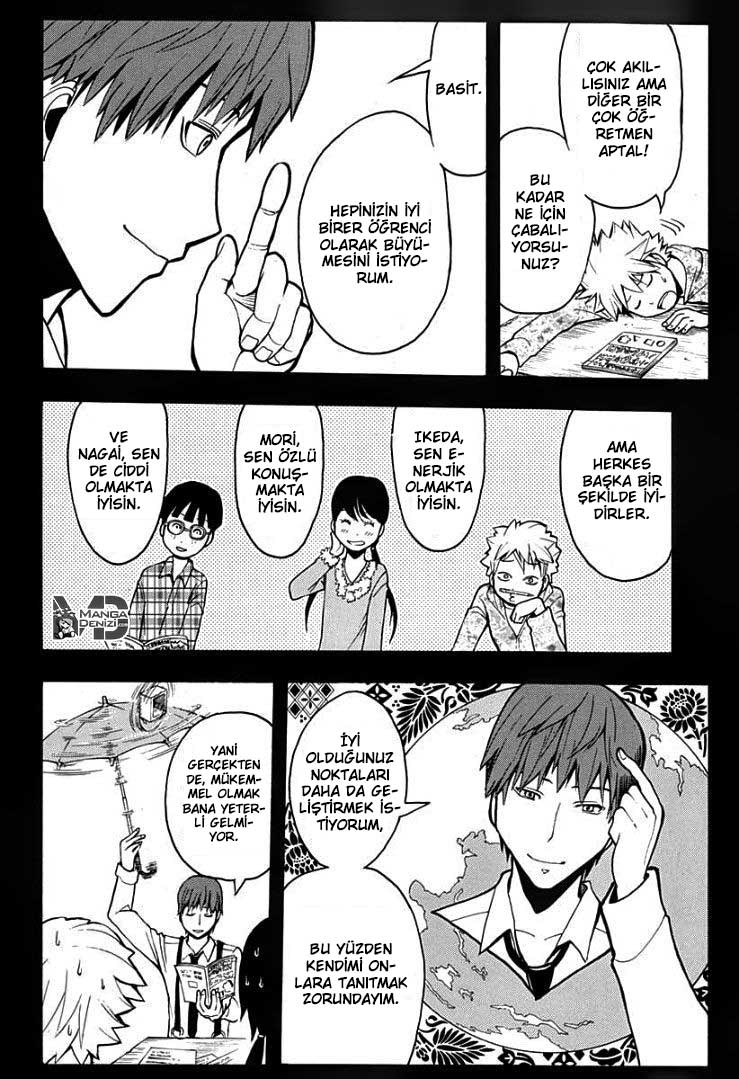 ÇOK AKIL-
LISINIZ AMA
DİĞER BİR
ÇOK ÖĞ-
RETMEN
APTAL!
BU
KADAR
NE İÇİN
ÇABALI-
YORSU-
NUZ?
BASİT.
HEPİNİZİN İYİ
BİRER ÖĞRENCİ
OLARAK BÜYÜ-
MESİNİ İSTİYO-
RUM.
AMA
HERKES
BAŞKA BİR
ŞEKİLDE İYİ-
DİRLER.
IKEDA,
SEN E-
NERJİK
OLMAKTA
İYİSİN.
MORİ,
SEN ÖZLÜ
KONUŞ-
MAKTA
İYİSİN.
VE
NAGAİ, SEN
DE CİDDİ
OLMAKTA
İYİSİN.
MANGA
DENİZİ
İYİ
OLDUĞUNUZ
NOKTALARI
DAHA DA GE-
LİŞTİRMEK İS-
TİYORUM,
BU YÜZDEN
KENDİMİ ON-
LARA TANITMAK
ZORUNDAYIM.
YANİ
GERÇEKTEN
DE, MÜKEM-
MEL OLMAK
BANA YETER-
Lİ GELMİ-
YOR.